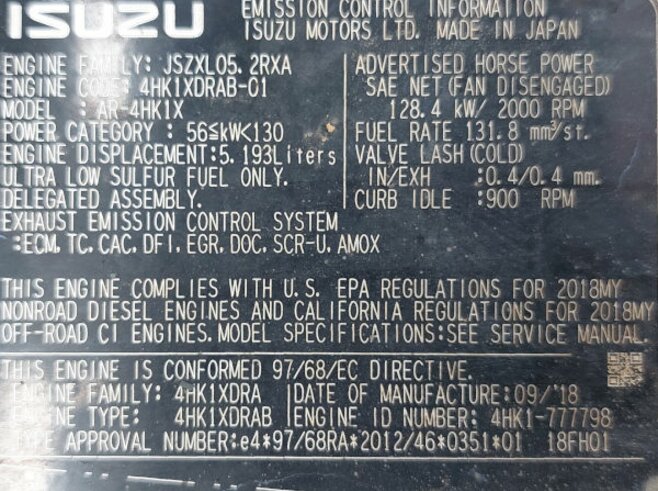 ISUZU
EMISSION CONTROL INFORMATION
ISUZU MOTORS LTD. MADE IN JAPAN
ENGINE FAMILY: JSZXL05.2RXA
ENGINE CODE: 4HK1XDRAB-01
MODEL : AR-4HK1X
POWER CATEGORY : 56≤kW<130
ENGINE DISPLACEMENT:5.193Liters
ULTRA LOW SULFUR FUEL ONLY.
DELEGATED ASSEMBLY.
ADVERTISED HORSE POWER
SAE NET (FAN DISENGAGED)
128.4 kW/ 2000 RPM
FUEL RATE 131.8 mm³/st.
VALVE LASH(COLD)
IN/EXH :0.4/0.4 mm.
CURB IDLE :900 RPM
EXHAUST EMISSION CONTROL SYSTEM
:ECM, TC, CAC, DFI, EGR, DOC, SCR-U, AMOX
THIS ENGINE COMPLIES WITH U.S. EPA REGULATIONS FOR 2018MY
NONROAD DIESEL ENGINES AND CALIFORNIA REGULATIONS FOR 2018MY
OFF-ROAD CI ENGINES. MODEL SPECIFICATIONS:SEE SERVICE MANUAL.
THIS ENGINE IS CONFORMED 97/68/EC DIRECTIVE.
ENGINE FAMILY: 4HK1XDRA
DATE OF MANUFACTURE: 09/'18
ENGINE TYPE: 4HK1XDRAB
ENGINE ID NUMBER: 4HK1-777798
TYPE APPROVAL NUMBER:e4*97/68RA*2012/46*0351*01 18FH01